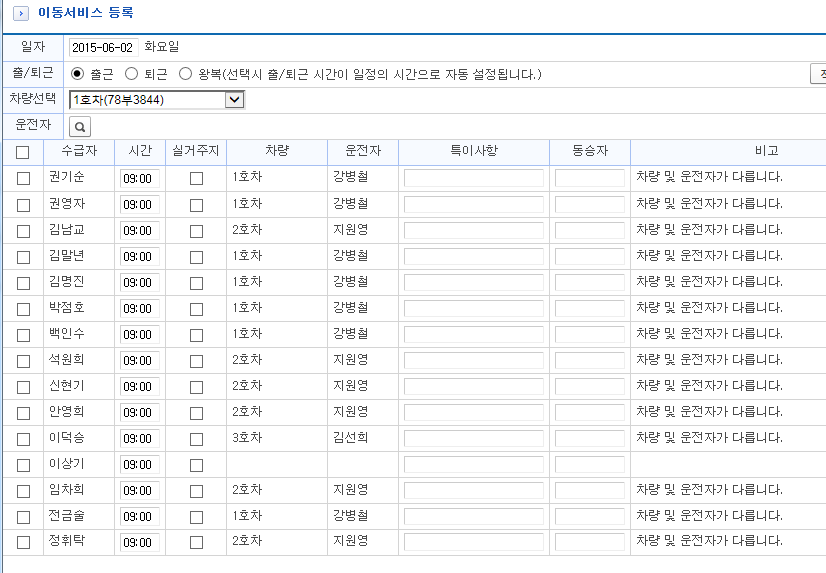 이동서비스 등록
일자 2015-06-02 화요일
출/퇴근 출근 퇴근 왕복(선택시 출/퇴근 시간이 일정의 시간으로 자동 설정됩니다.)
차량선택 1호차(78부3844)
운전자
수급자 시간 실거주지 차량 운전자 특이사항 동승자 비고
권기순 09:00 1호차 강병철 차량 및 운전자가 다릅니다.
권영자 09:00 1호차 강병철 차량 및 운전자가 다릅니다.
김남교 09:00 2호차 지원영 차량 및 운전자가 다릅니다.
김말년 09:00 1호차 강병철 차량 및 운전자가 다릅니다.
김명진 09:00 1호차 강병철 차량 및 운전자가 다릅니다.
박점호 09:00 1호차 강병철 차량 및 운전자가 다릅니다.
백인수 09:00 1호차 강병철 차량 및 운전자가 다릅니다.
석원희 09:00 2호차 지원영 차량 및 운전자가 다릅니다.
신현기 09:00 2호차 지원영 차량 및 운전자가 다릅니다.
안영희 09:00 2호차 지원영 차량 및 운전자가 다릅니다.
이덕승 09:00 3호차 김선희 차량 및 운전자가 다릅니다.
이상기 09:00
임차희 09:00 2호차 지원영 차량 및 운전자가 다릅니다.
전금술 09:00 1호차 강병철 차량 및 운전자가 다릅니다.
정휘탁 09:00 2호차 지원영 차량 및 운전자가 다릅니다.